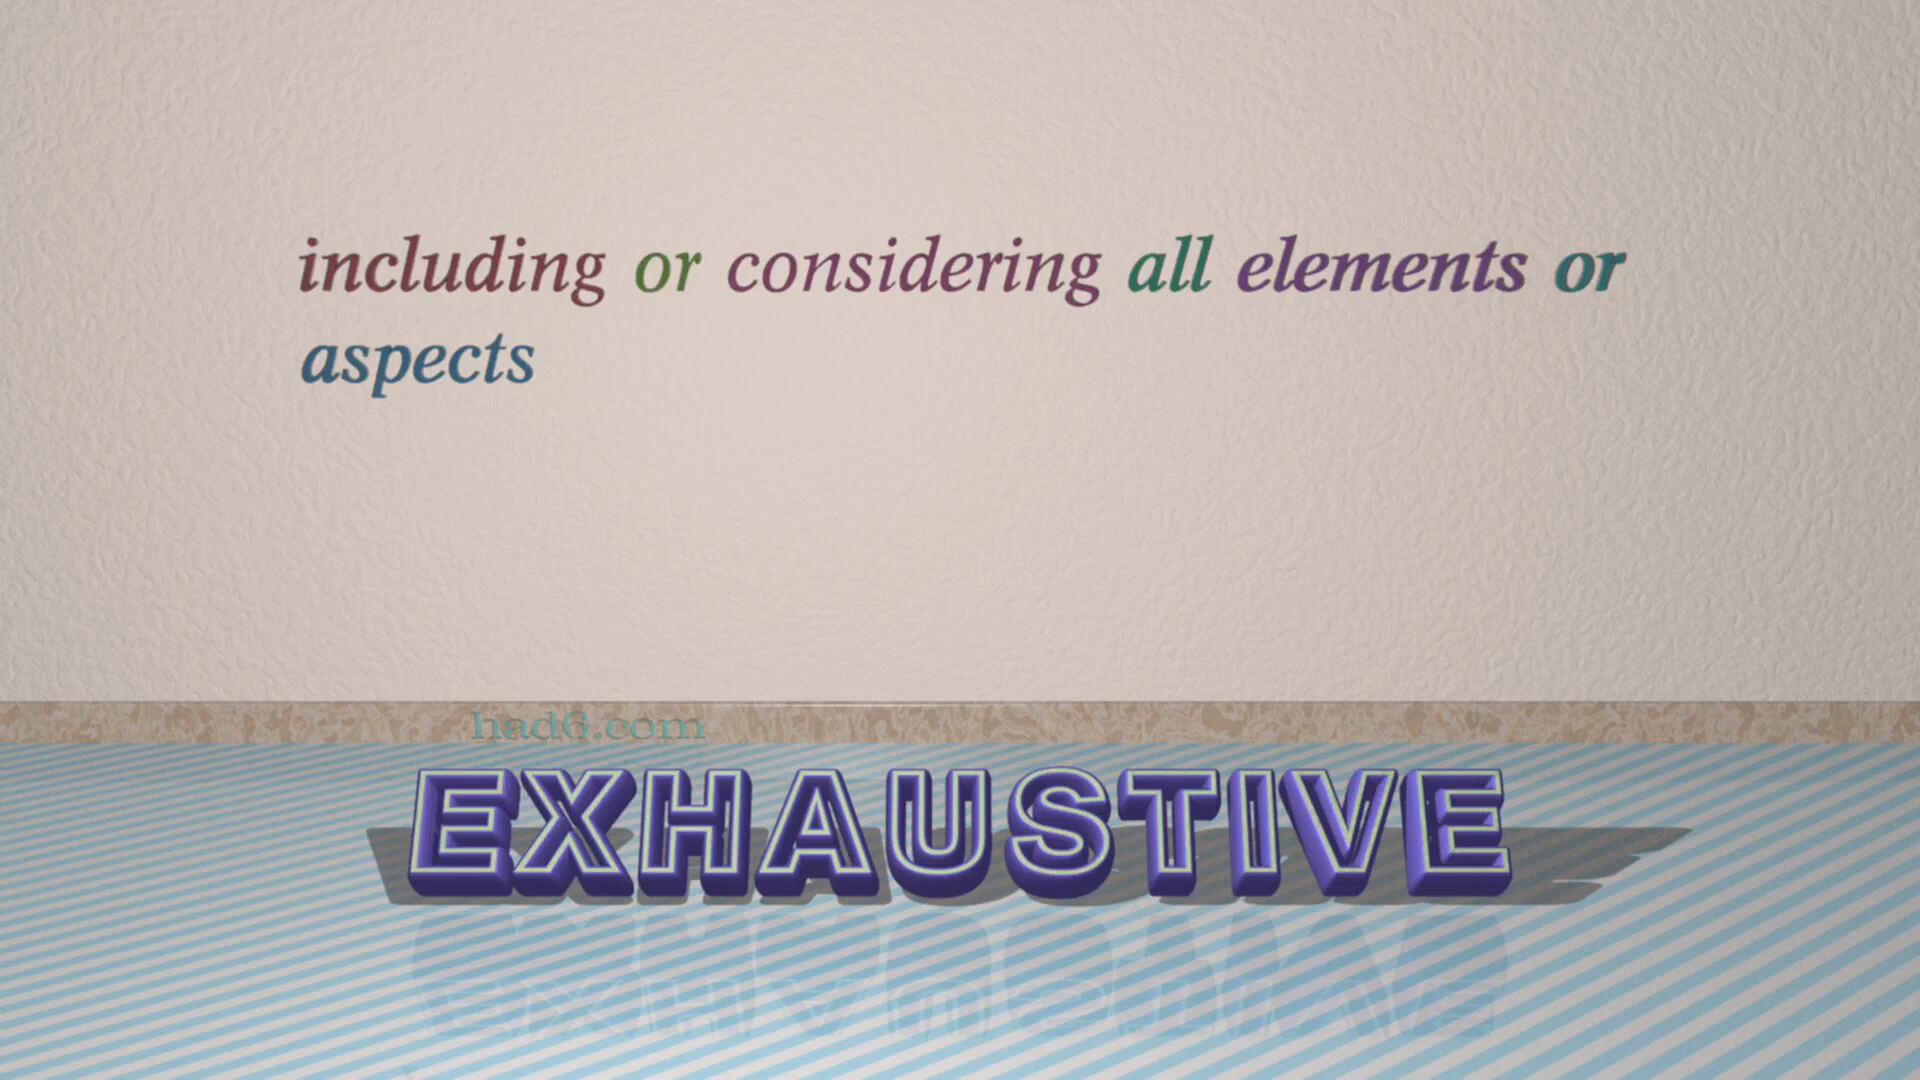 including or considering all elements or
aspects
had6.com
EXHAUSTIVE